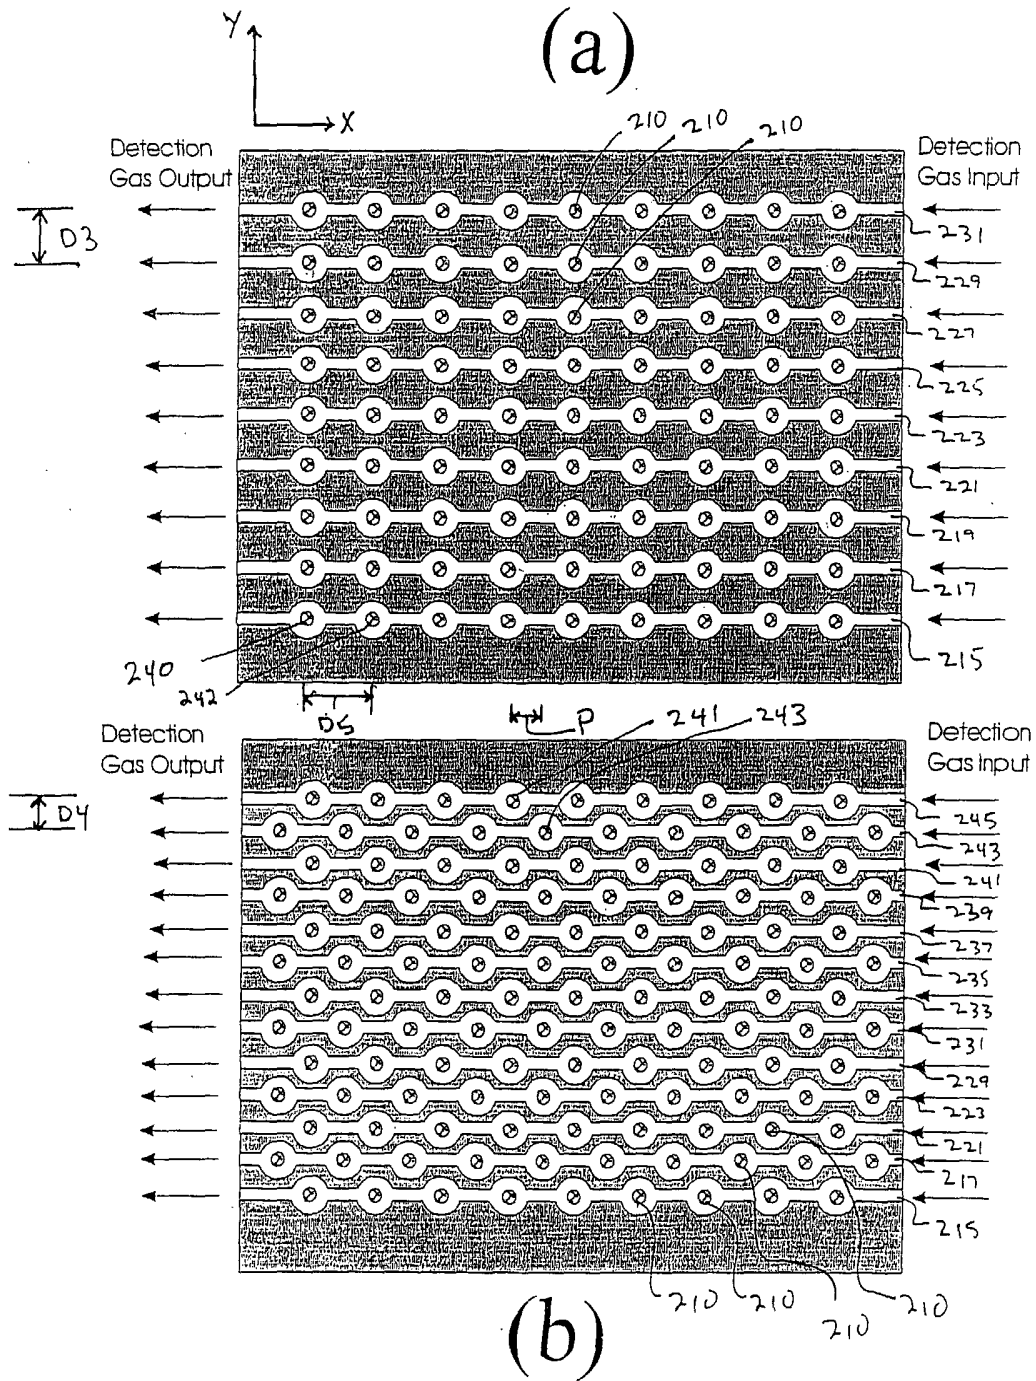 (a)
Y
X
210 210 210
Detection
Gas Output
Detection
Gas Input
D3
231
229
227
225
223
221
219
217
215
240
242
D5
P
241 243
Detection
Gas Output
Detection
Gas Input
D4
245
243
241
239
237
235
233
231
229
223
221
217
215
210 210 210 210
(b)